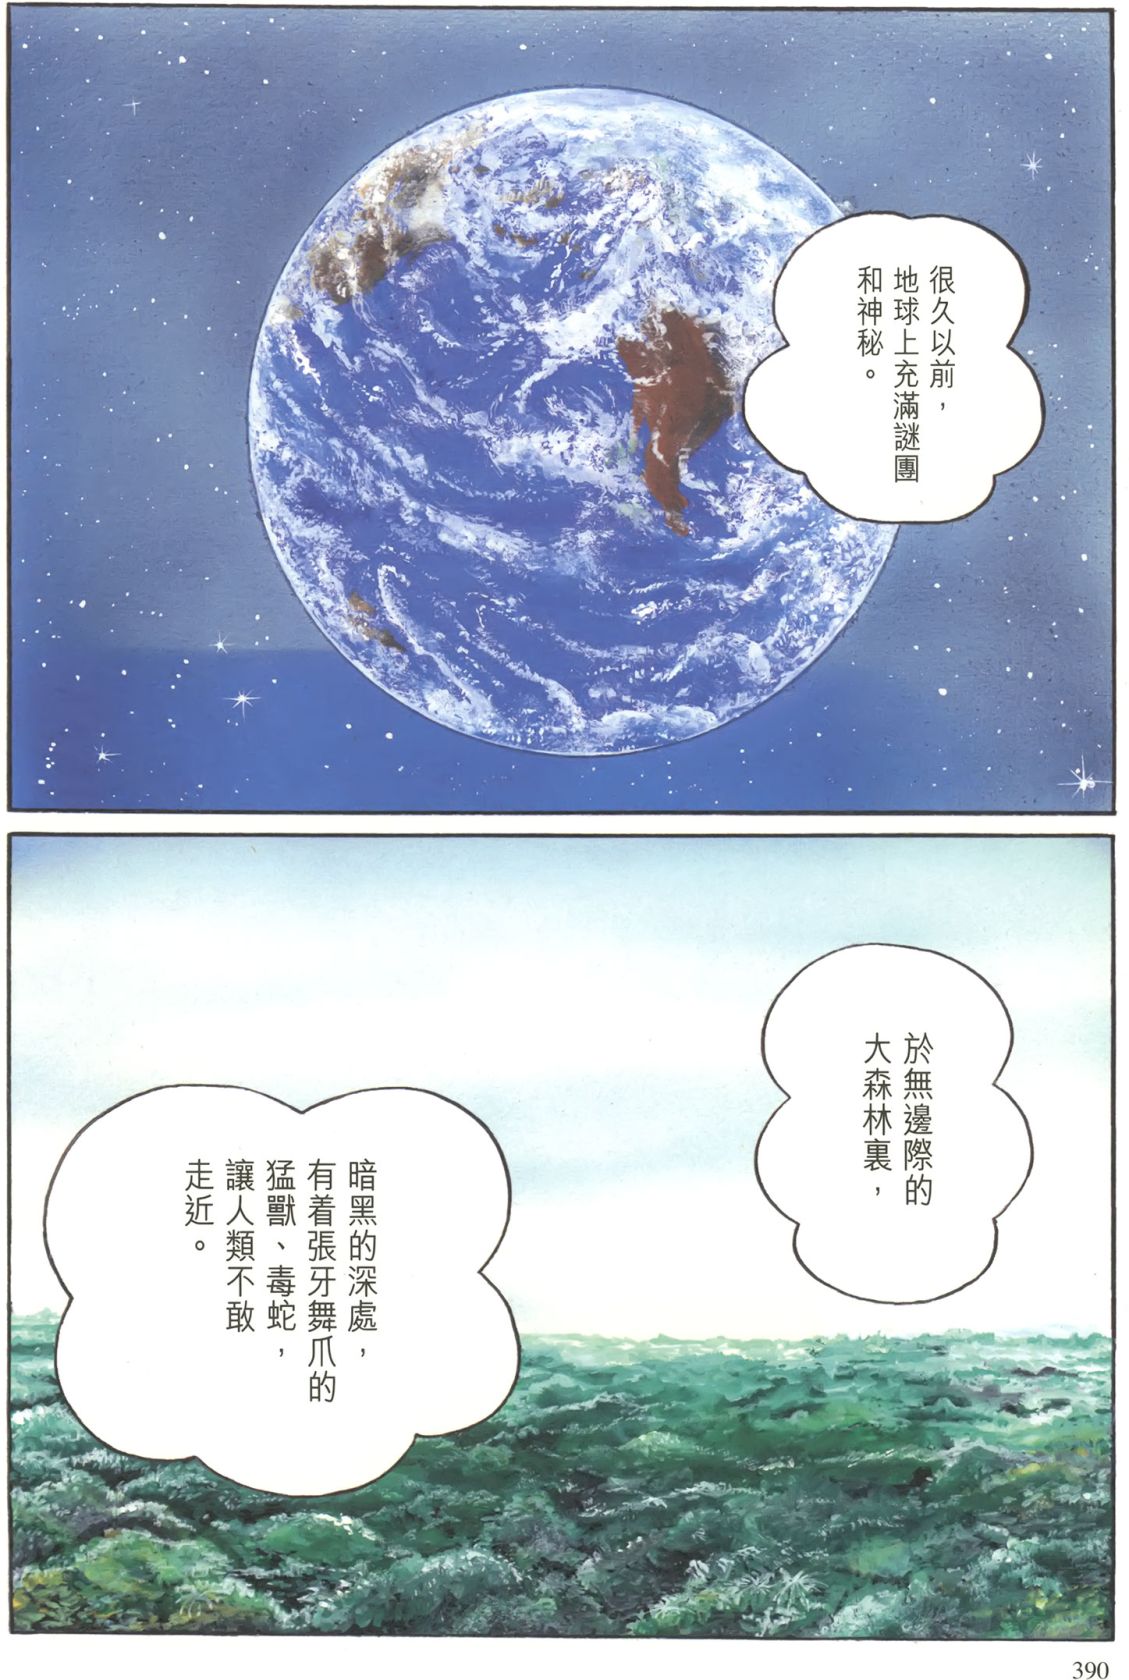 很久以前，
地球上充滿謎團
和神秘。
於無邊際的
大森林裏，
暗黑的深處，
有着張牙舞爪的
猛獸、毒蛇，
讓人類不敢
走近。
390